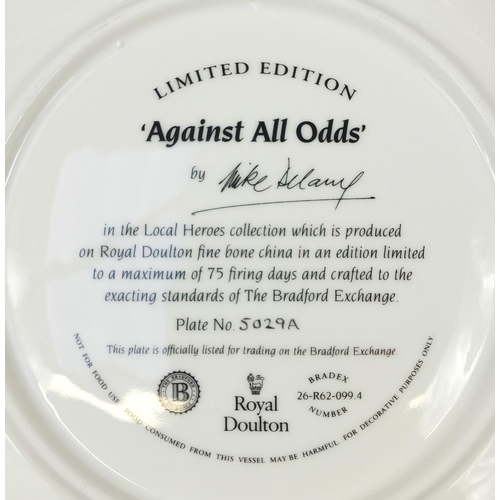 LIMITED EDITION
'Against All Odds'
by Mike Delany
in the Local Heroes collection which is produced
on Royal Doulton fine bone china in an edition limited
to a maximum of 75 firing days and crafted to the
exacting standards of The Bradford Exchange.
Plate No. 5029A
This plate is officially listed for trading on the Bradford Exchange
B
Royal
Doulton
BRADEX
26-R62-099.4
NUMBER
NOT FOR FOOD USE. FOOD CONSUMED FROM THIS VESSEL MAY BE HARMFUL. FOR DECORATIVE PURPOSES ONLY